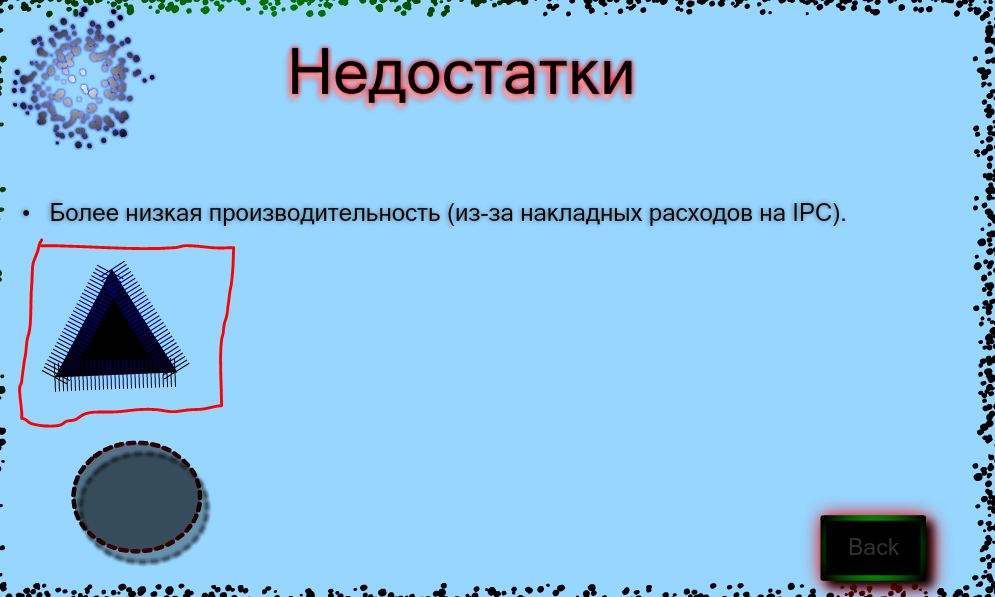 Недостатки
• Более низкая производительность (из-за накладных расходов на IPC).
Back